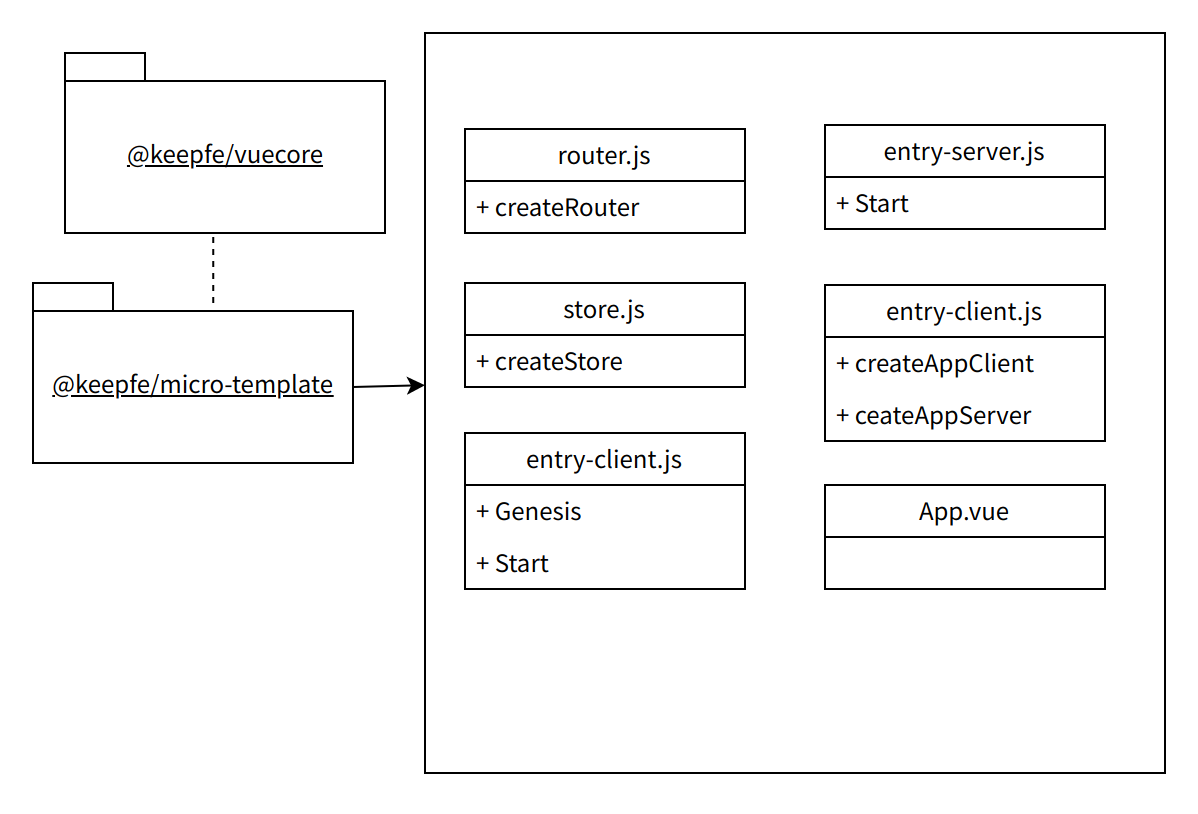 @keepfe/vuecore
@keepfe/micro-template
router.js
+ createRouter
store.js
+ createStore
entry-client.js
+ Genesis
+ Start
entry-server.js
+ Start
entry-client.js
+ createAppClient
+ ceateAppServer
App.vue